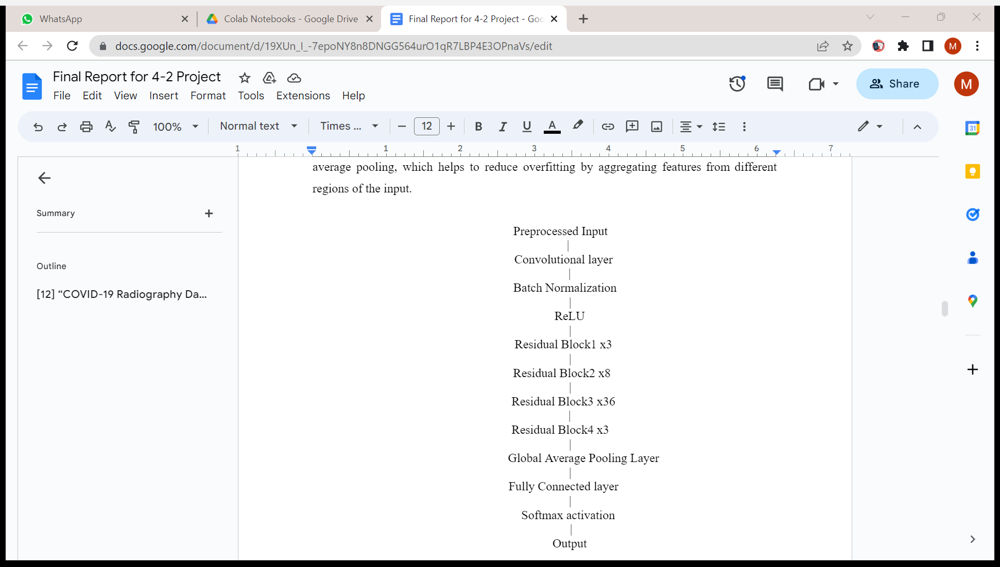 WhatsApp
Colab Notebooks - Google Drive
Final Report for 4-2 Project - Goo
docs.google.com/document/d/19XUn_I_-7epoNY8n8DNGG564urO1qR7LBP4E3OPnaVs/edit
M
Final Report for 4-2 Project
File Edit View Insert Format Tools Extensions Help
Share
M
100% Normal text Times ... 12 B I U A
31
1 1 2 3 4 5 6 7
average pooling, which helps to reduce overfitting by aggregating features from different
regions of the input.
Summary
Outline
[12] “COVID-19 Radiography Da...
Preprocessed Input
|
Convolutional layer
|
Batch Normalization
|
ReLU
|
Residual Block1 x3
|
Residual Block2 x8
|
Residual Block3 x36
|
Residual Block4 x3
|
Global Average Pooling Layer
|
Fully Connected layer
|
Softmax activation
|
Output